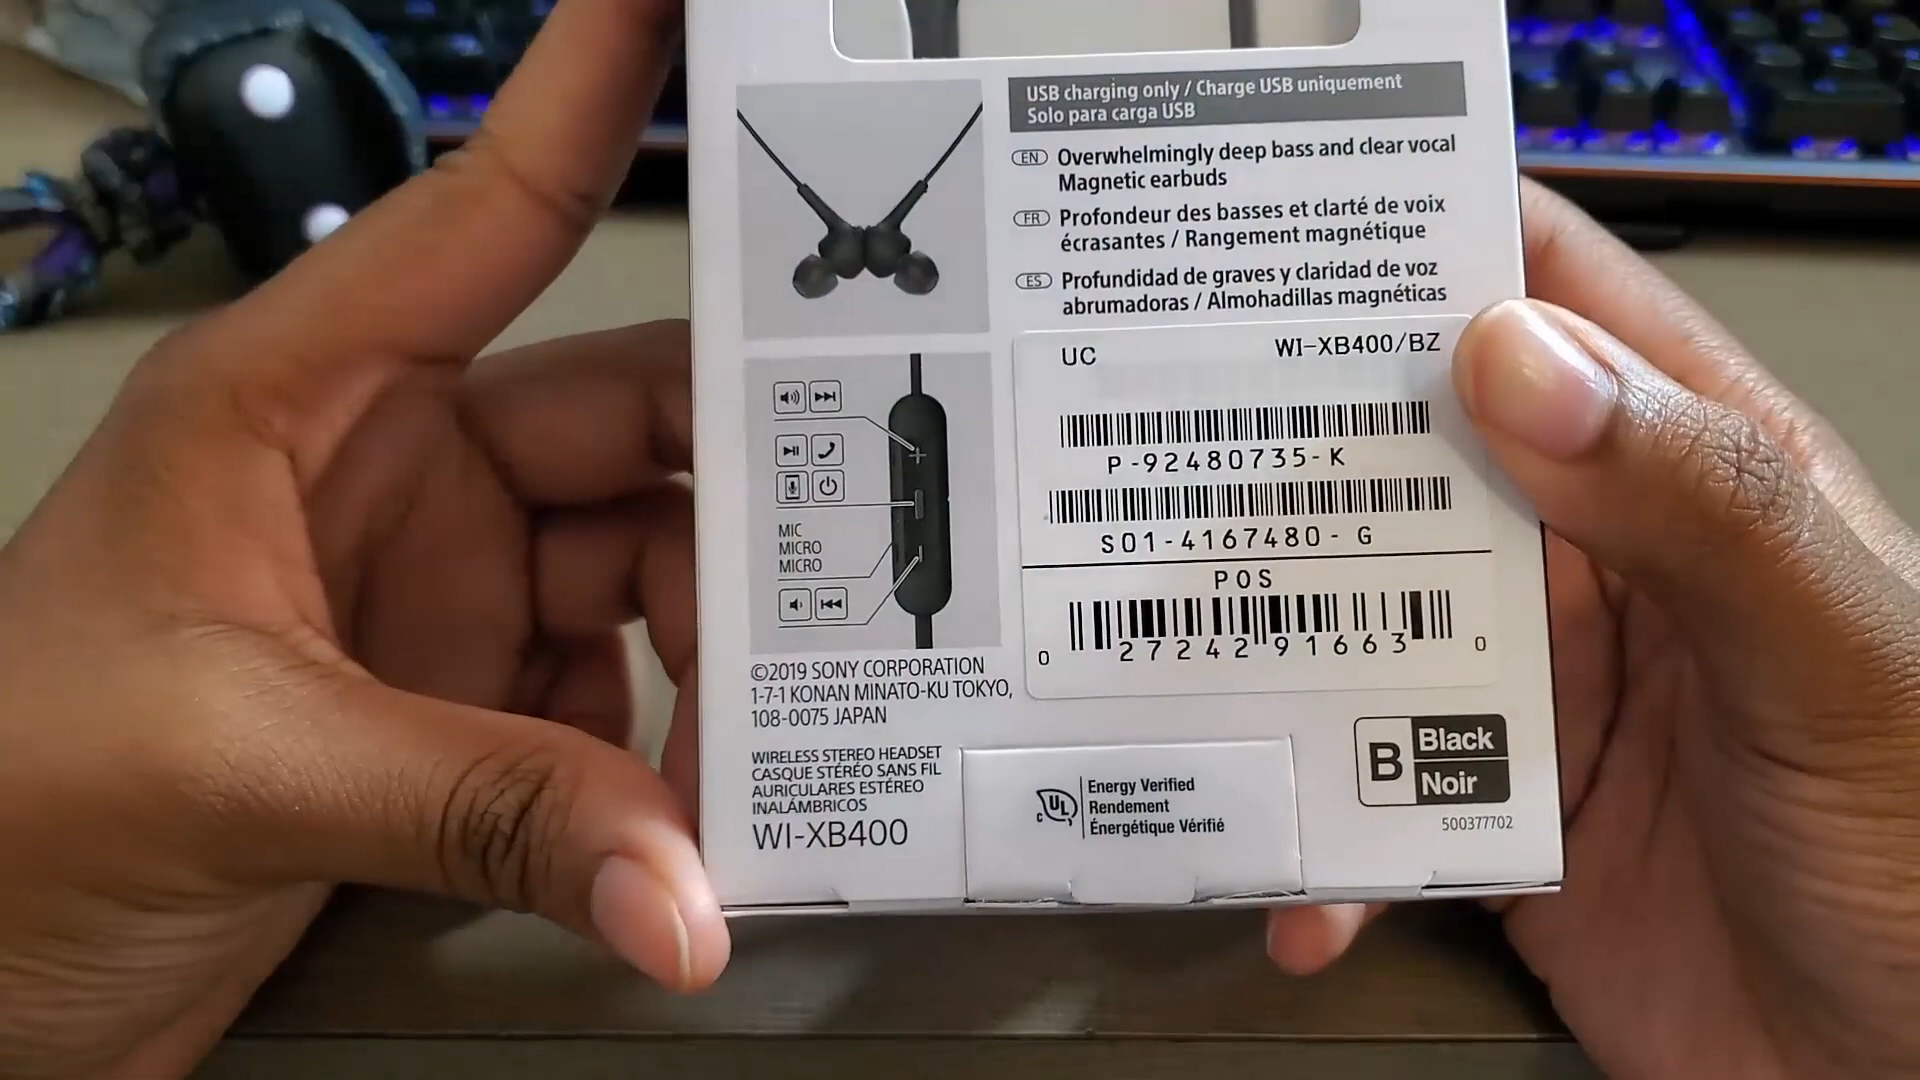 USB charging only / Charge USB uniquement
Solo para carga USB
EN Overwhelmingly deep bass and clear vocal
Magnetic earbuds
FR Profondeur des basses et clarté de voix
écrasantes / Rangement magnétique
ES Profundidad de graves y claridad de voz
abrumadoras / Almohadillas magnéticas
MIC
MICRO
MICRO
UC WI-XB400/BZ
P-92480735-K
S01-4167480- G
POS
0 27242 91663 0
©2019 SONY CORPORATION
1-7-1 KONAN MINATO-KU TOKYO,
108-0075 JAPAN
WIRELESS STEREO HEADSET
CASQUE STÉRÉO SANS FIL
AURICULARES ESTÉREO
INALÁMBRICOS
WI-XB400
c UL
Energy Verified
Rendement
Énergétique Vérifié
B Black
Noir
500377702